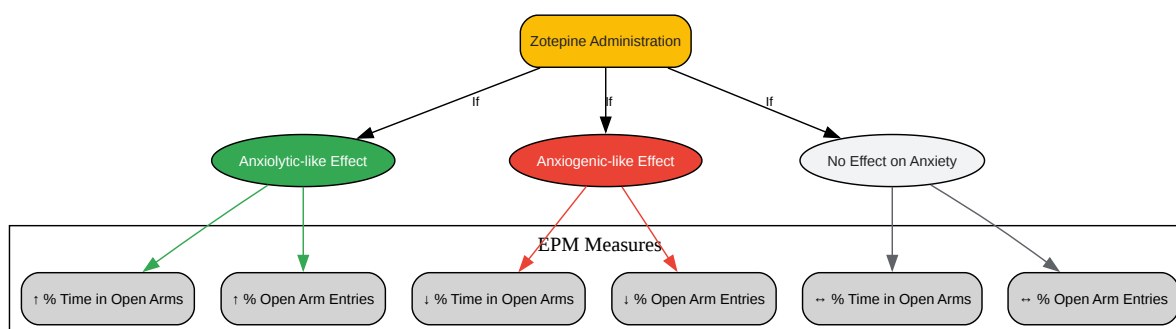 Zotepine Administration
If
If
If
Anxiolytic-like Effect
Anxiogenic-like Effect
No Effect on Anxiety
EPM Measures
↑ % Time in Open Arms
↑ % Open Arm Entries
↓ % Time in Open Arms
↓ % Open Arm Entries
↔ % Time in Open Arms
↔ % Open Arm Entries